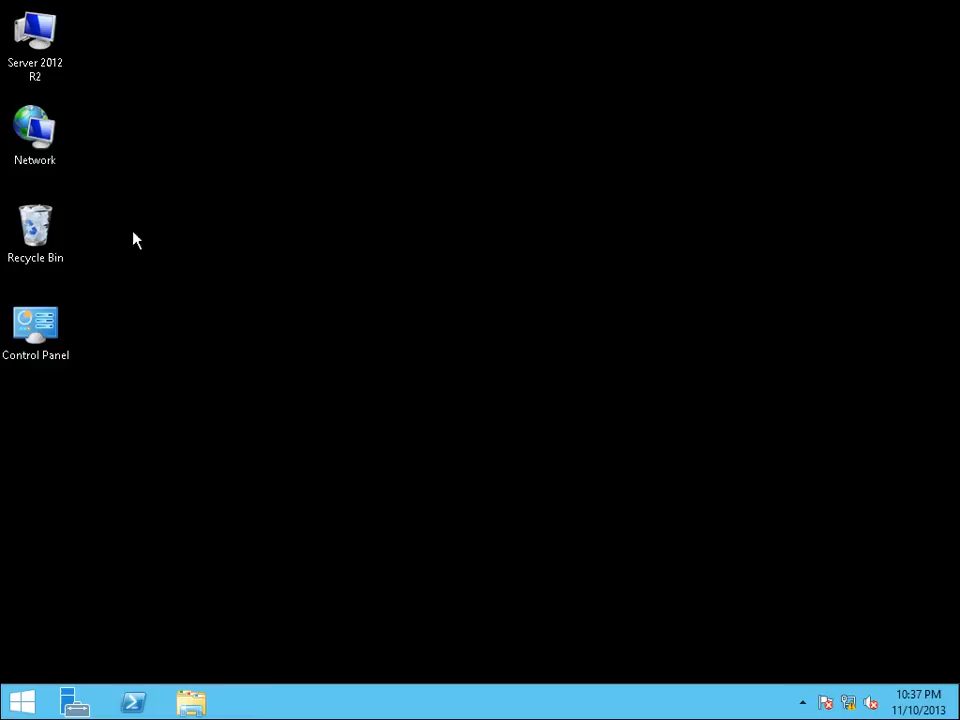 Server 2012
R2
Network
Recycle Bin
Control Panel
10:37 PM
11/10/2013